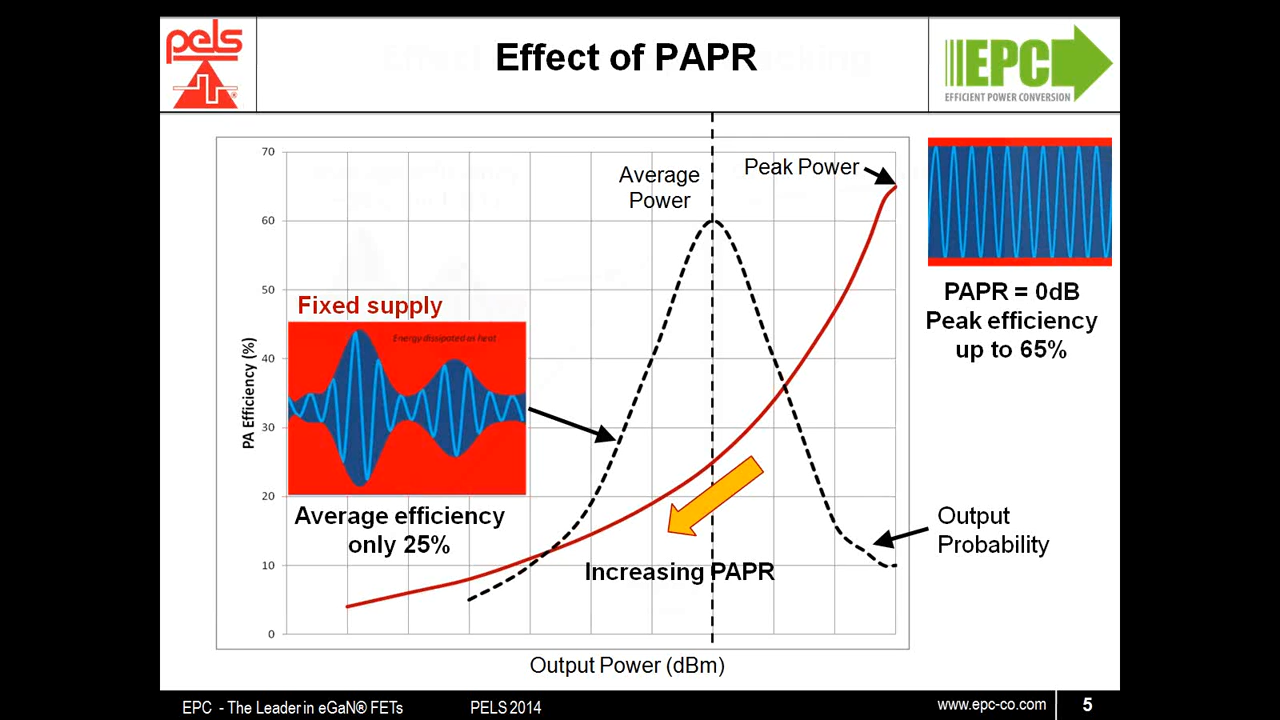 pels
Effect of PAPR
EPC
EFFICIENT POWER CONVERSION
70
60
50
40
30
20
10
0
PA Efficiency (%)
Average
Power
Peak Power
Fixed supply
Energy dissipated as heat
Average efficiency
only 25%
Increasing PAPR
PAPR = 0dB
Peak efficiency
up to 65%
Output
Probability
Output Power (dBm)
EPC - The Leader in eGaN® FETs
PELS 2014
www.epc-co.com
5